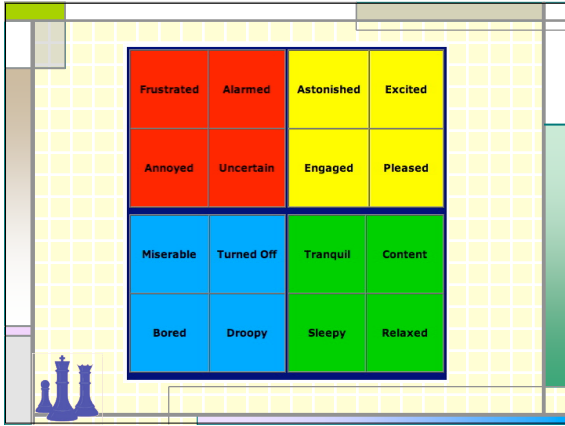 Frustrated Alarmed Astonished Excited
Annoyed Uncertain Engaged Pleased
Miserable Turned Off Tranquil Content
Bored Droopy Sleepy Relaxed